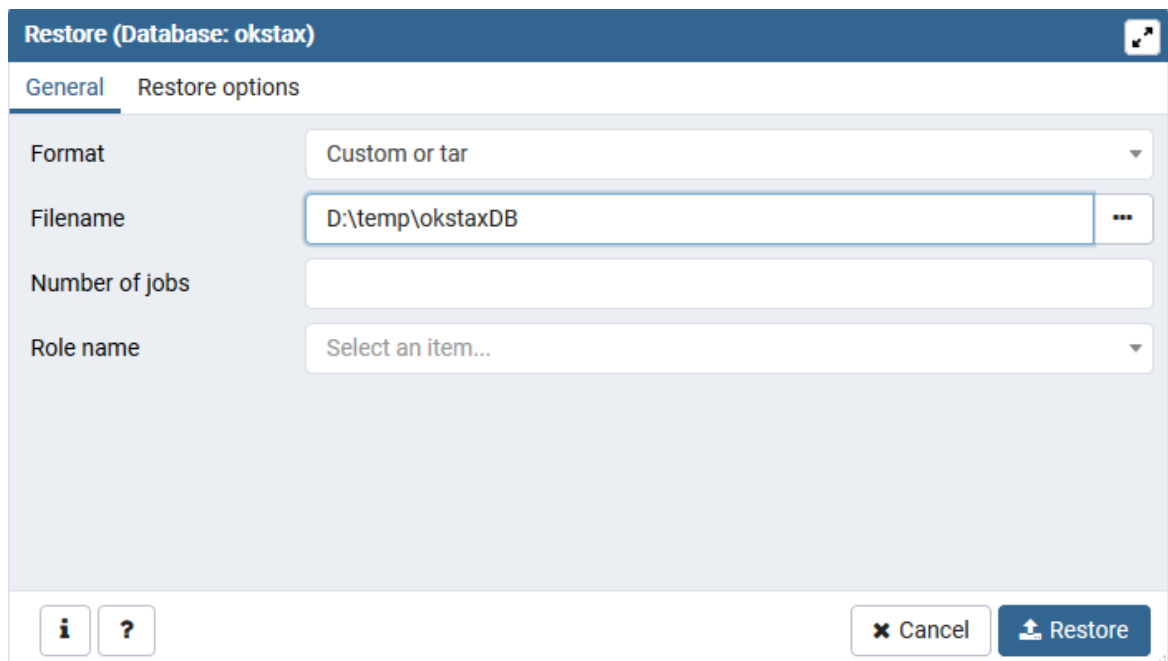 Restore (Database: okstax)
General Restore options
Format Custom or tar
Filename D:\temp\okstaxDB ...
Number of jobs
Role name Select an item...
i ? Cancel Restore